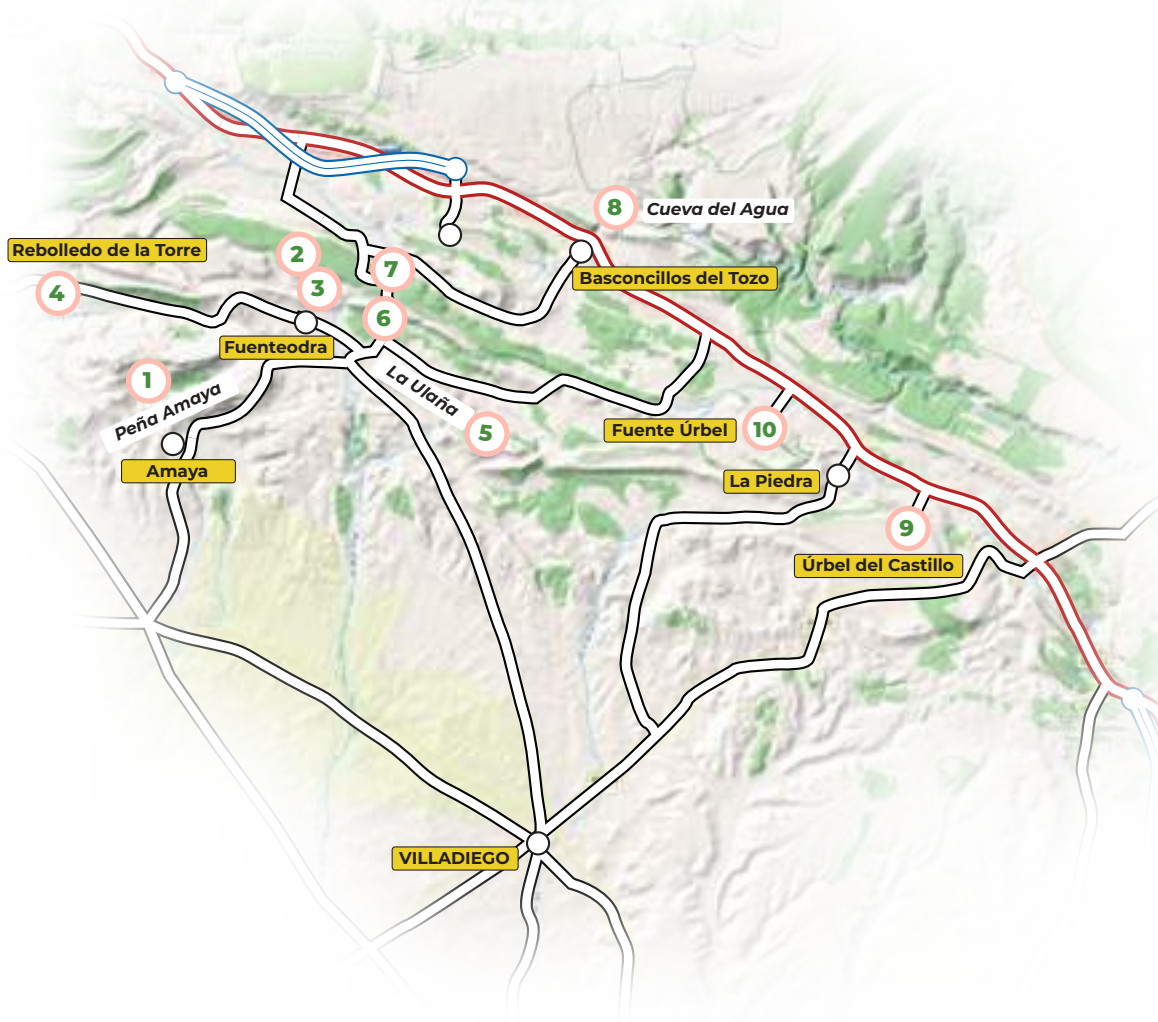 8
Cueva del Agua
Rebolledo de la Torre
2
7
Basconcillos del Tozo
3
4
6
Fuenteodra
1
Peña Amaya
La Ulaña
5
Fuente Úrbel
10
Amaya
La Piedra
9
Úrbel del Castillo
VILLADIEGO